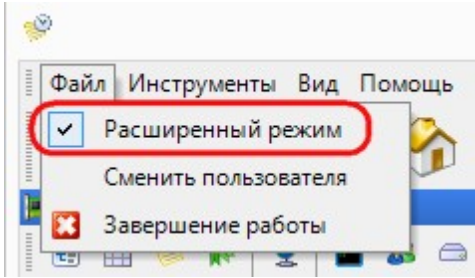 Файл Инструменты Вид Помощь
Расширенный режим
Сменить пользователя
Завершение работы